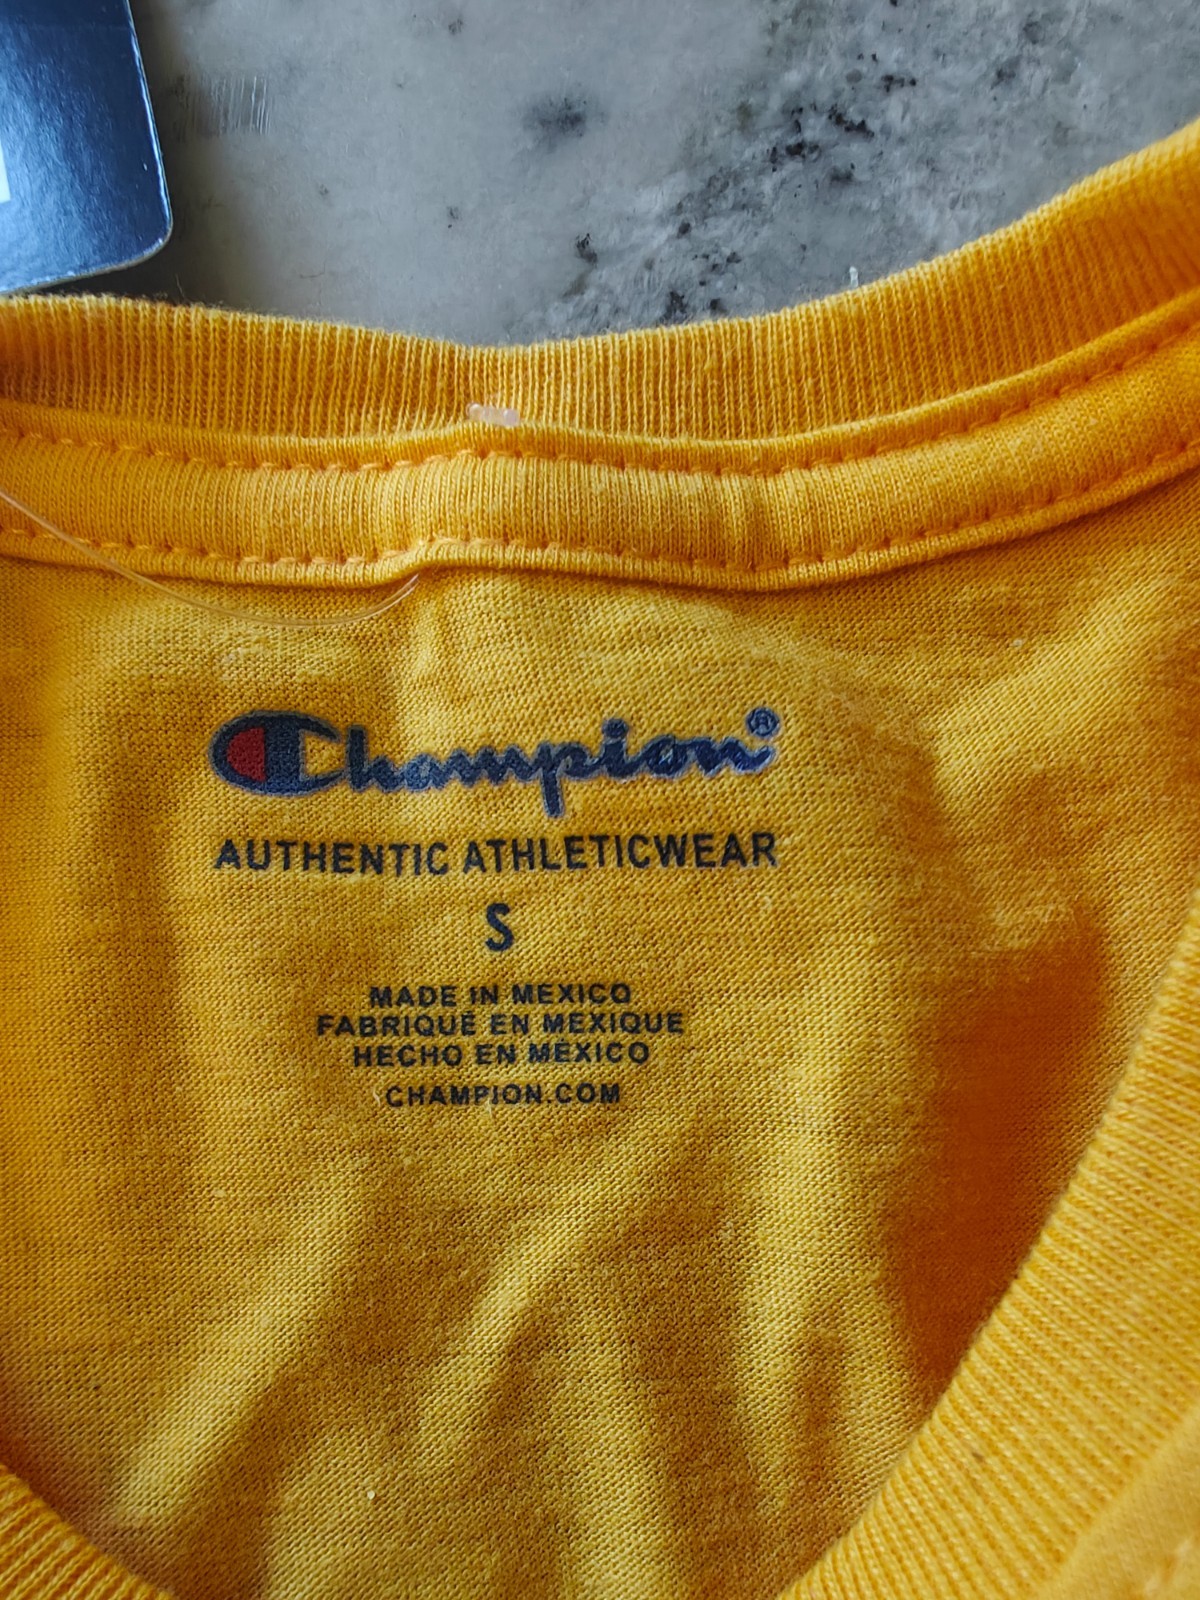 Champion®
AUTHENTIC ATHLETICWEAR
S
MADE IN MEXICO
FABRIQUÉ EN MEXIQUE
HECHO EN MÉXICO
CHAMPION.COM